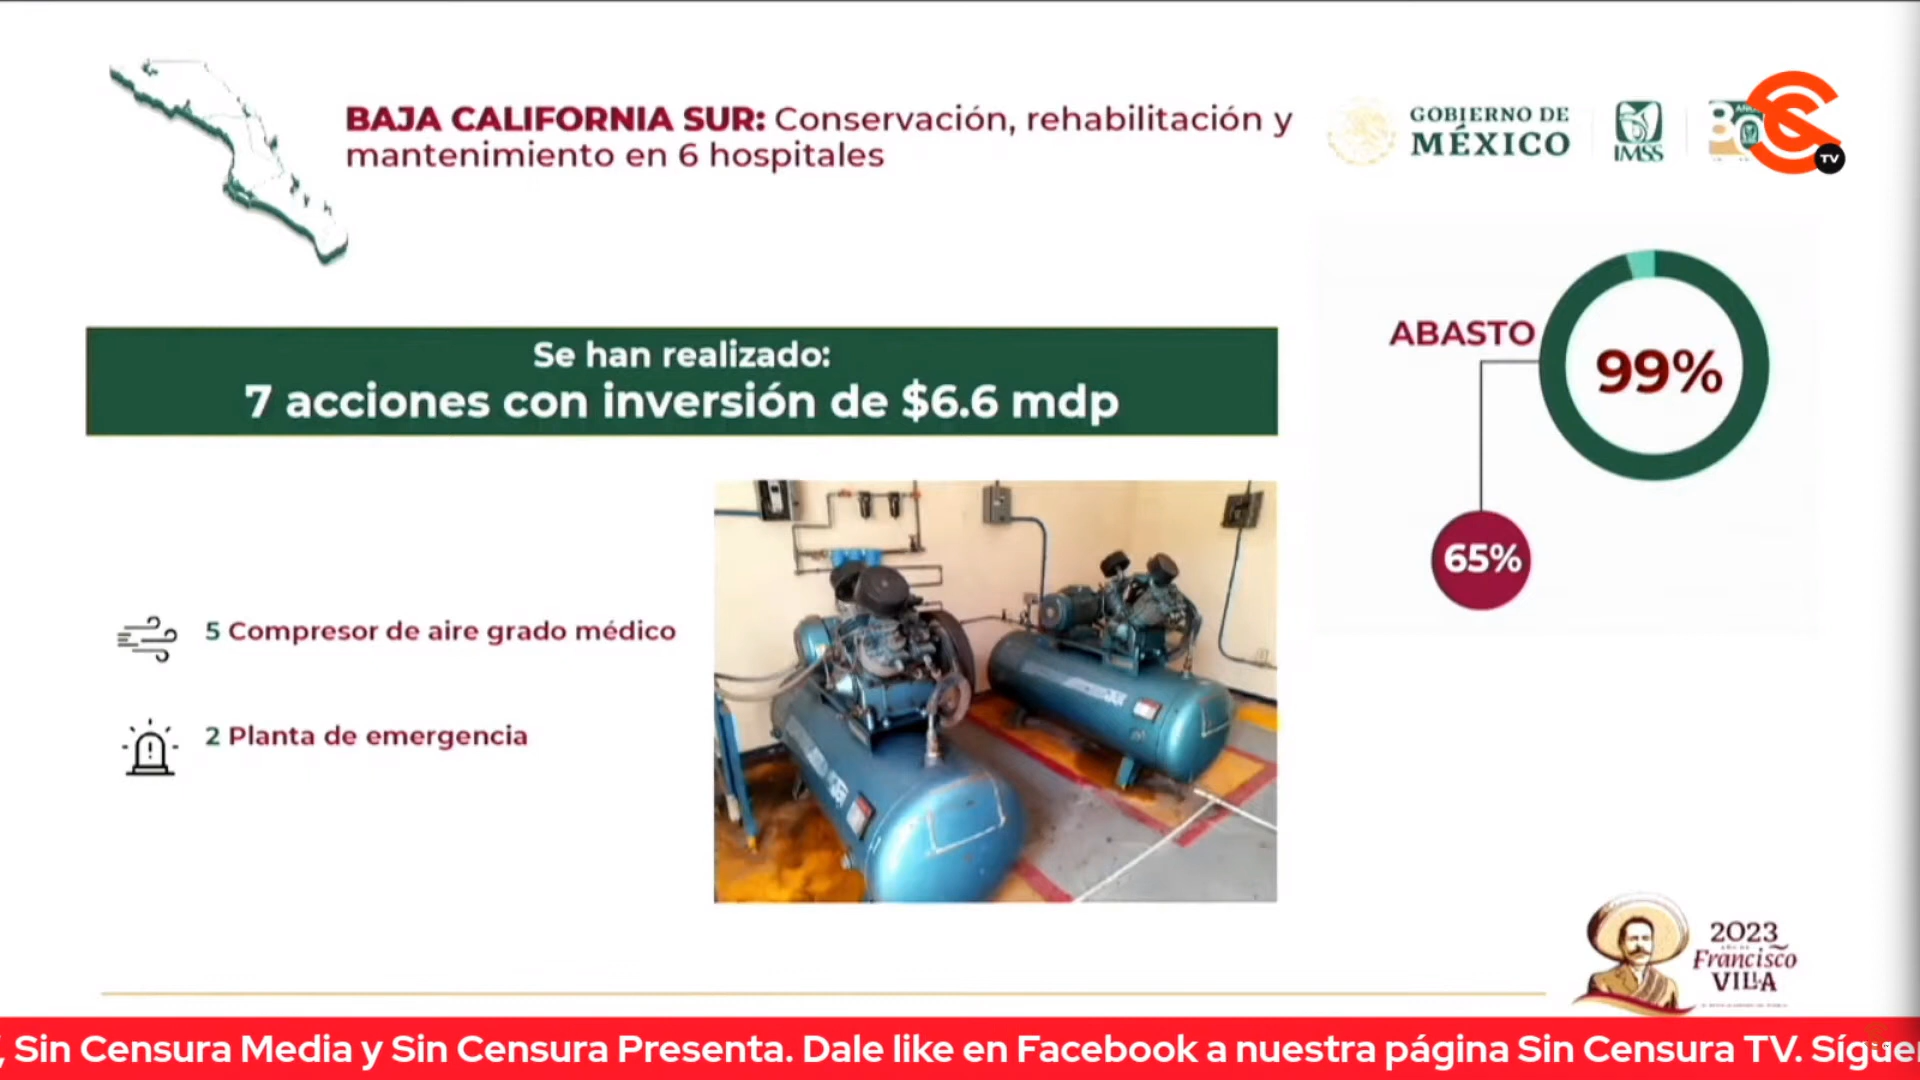 BAJA CALIFORNIA SUR: Conservación, rehabilitación y
mantenimiento en 6 hospitales
GOBIERNO DE
MÉXICO
IMSS
80
TV
Se han realizado:
7 acciones con inversión de $6.6 mdp
ABASTO
99%
65%
5 Compresor de aire grado médico
2 Planta de emergencia
2023
Francisco
VILLA
, Sin Censura Media y Sin Censura Presenta. Dale like en Facebook a nuestra página Sin Censura TV. Sígue